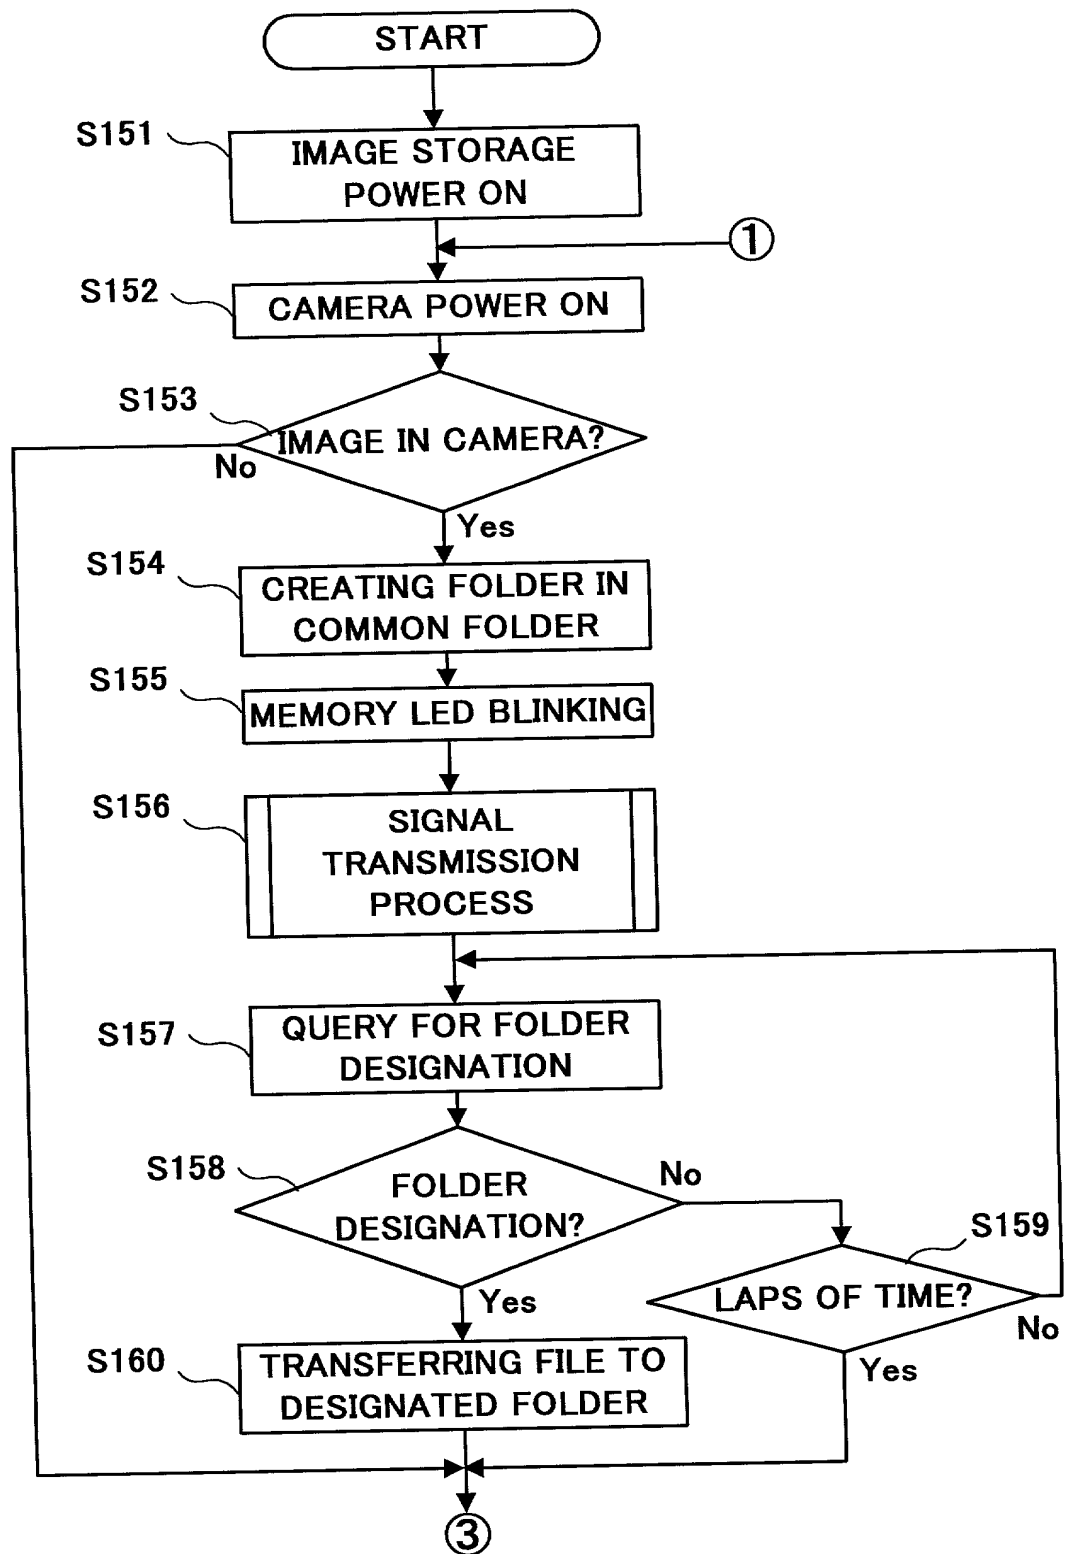 START
S151
IMAGE STORAGE
POWER ON
①
S152
CAMERA POWER ON
S153
IMAGE IN CAMERA?
No
Yes
S154
CREATING FOLDER IN
COMMON FOLDER
S155
MEMORY LED BLINKING
S156
SIGNAL
TRANSMISSION
PROCESS
S157
QUERY FOR FOLDER
DESIGNATION
S158
FOLDER
DESIGNATION?
No
S159
LAPS OF TIME?
No
Yes
Yes
S160
TRANSFERRING FILE TO
DESIGNATED FOLDER
③